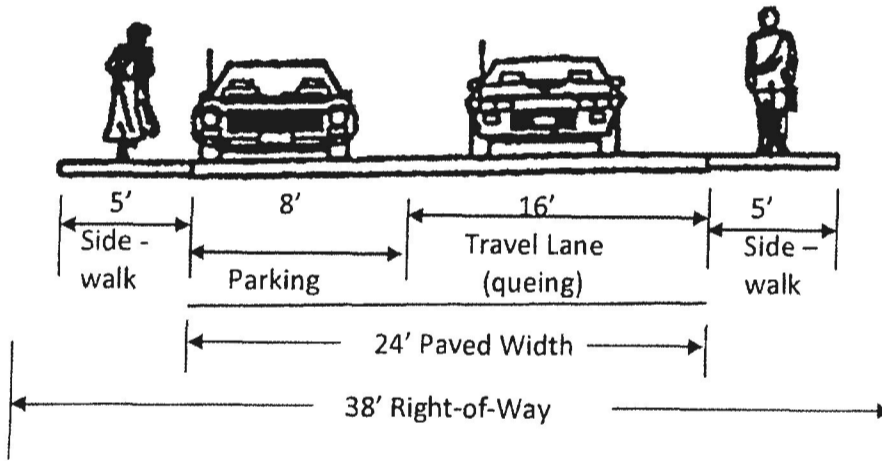 5' 8' 16' 5'
Side - Travel Lane Side –
walk Parking (queing) walk
24' Paved Width
38' Right-of-Way